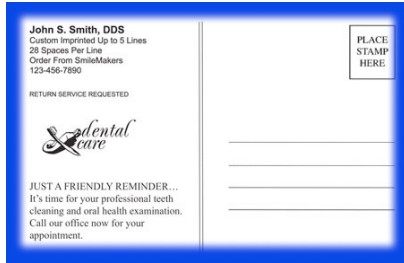 John S. Smith, DDS
Custom Imprinted Up to 5 Lines
28 Spaces Per Line
Order From SmileMakers
123-456-7890
RETURN SERVICE REQUESTED
dental
care
JUST A FRIENDLY REMINDER...
It's time for your professional teeth
cleaning and oral health examination.
Call our office now for your
appointment.
PLACE
STAMP
HERE